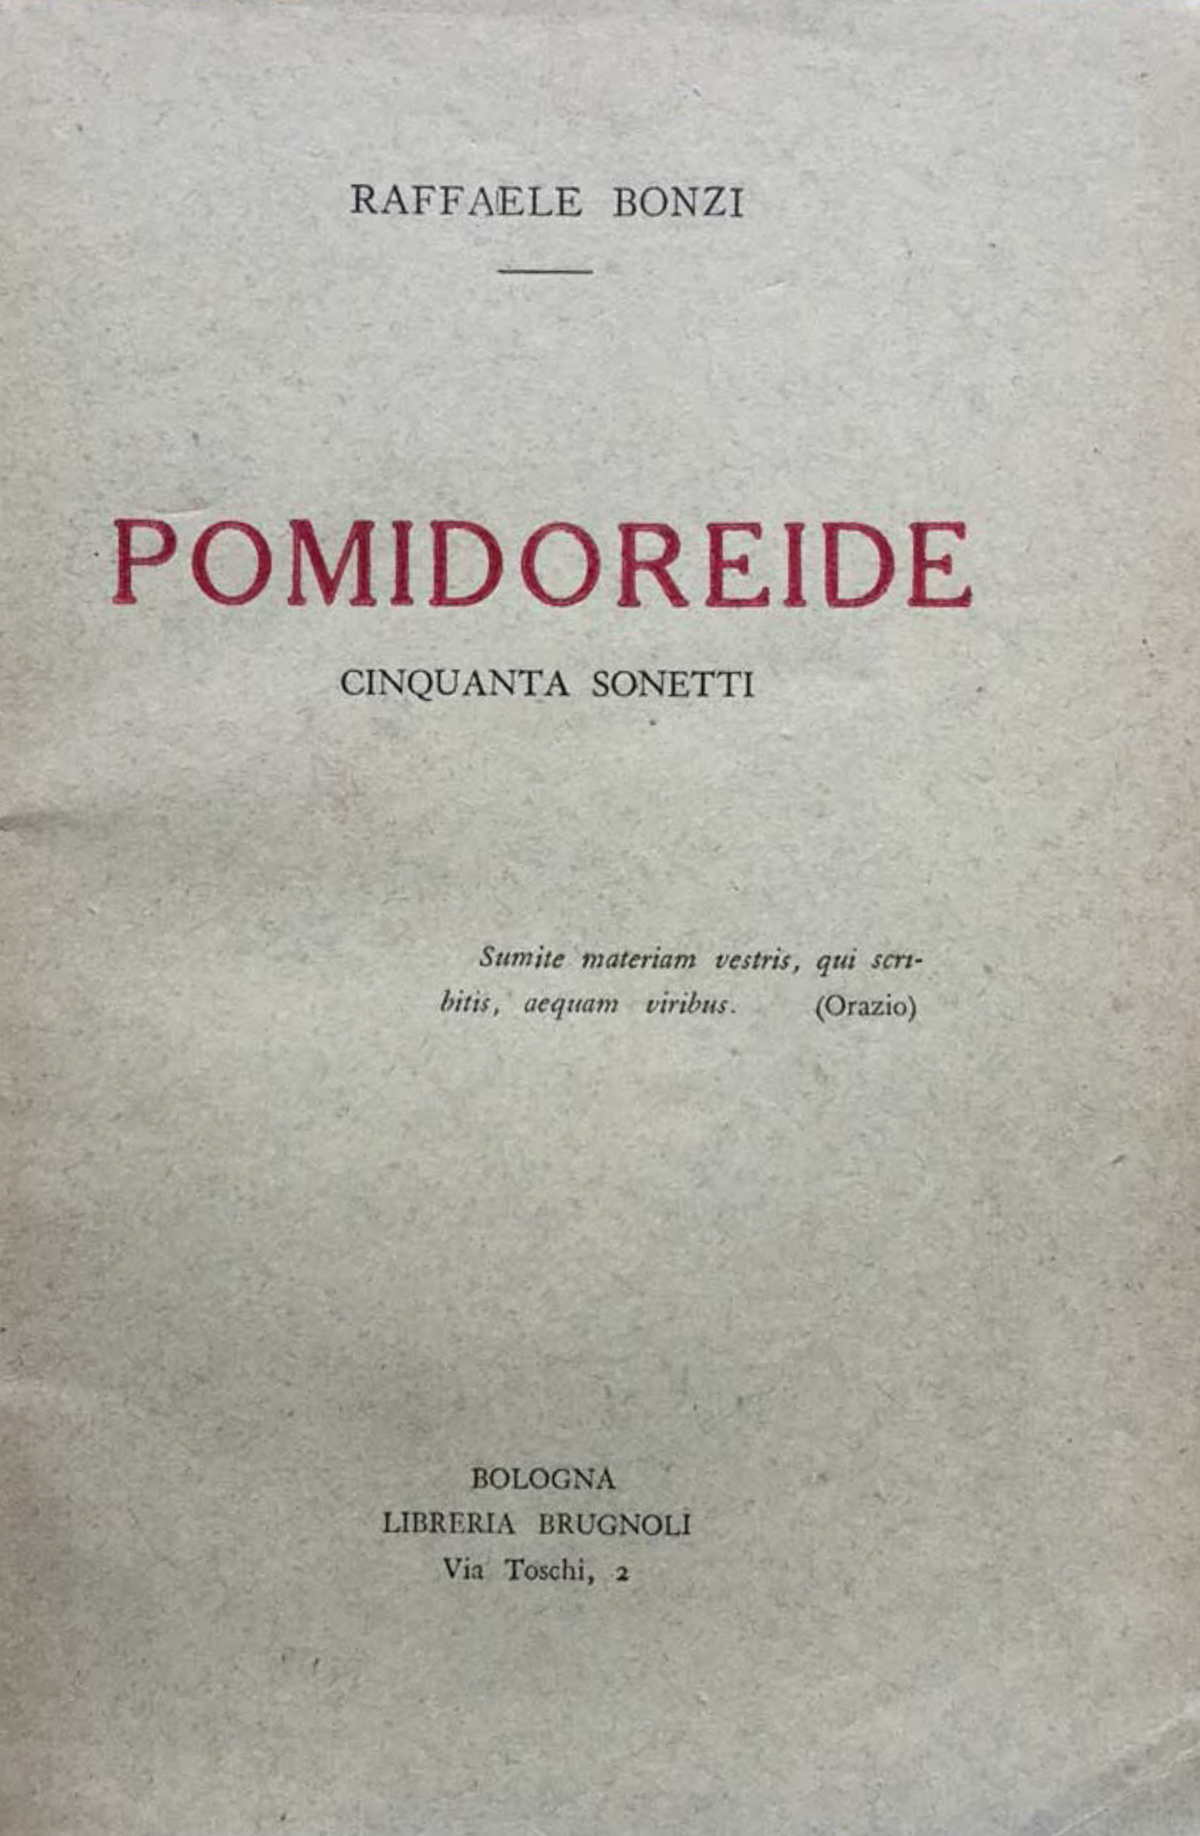 RAFFAELE BONZI
POMIDOREIDE
CINQUANTA SONETTI
Sumite materiam vestris, qui scri-
bitis, aequam viribus. (Orazio)
BOLOGNA
LIBRERIA BRUGNOLI
Via Toschi, 2